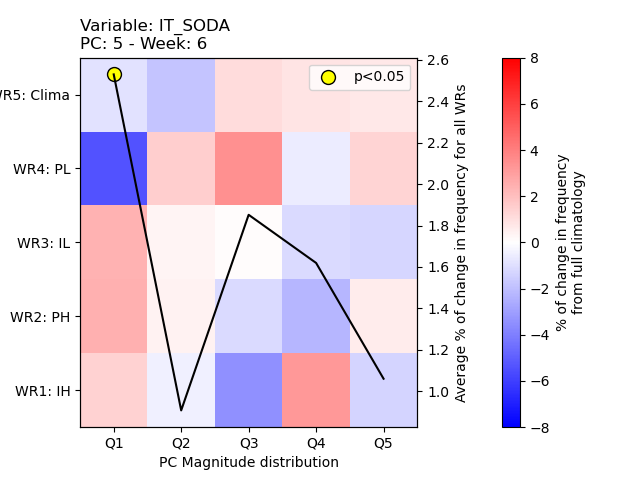 Variable: IT_SODA
PC: 5 - Week: 6
p<0.05
WR5: Clima
WR4: PL
WR3: IL
WR2: PH
WR1: IH
Q1 Q2 Q3 Q4 Q5
PC Magnitude distribution
2.6
2.4
2.2
2.0
1.8
1.6
1.4
1.2
1.0
Average % of change in frequency for all WRs
8
6
4
2
0
−2
−4
−6
−8
% of change in frequency
from full climatology